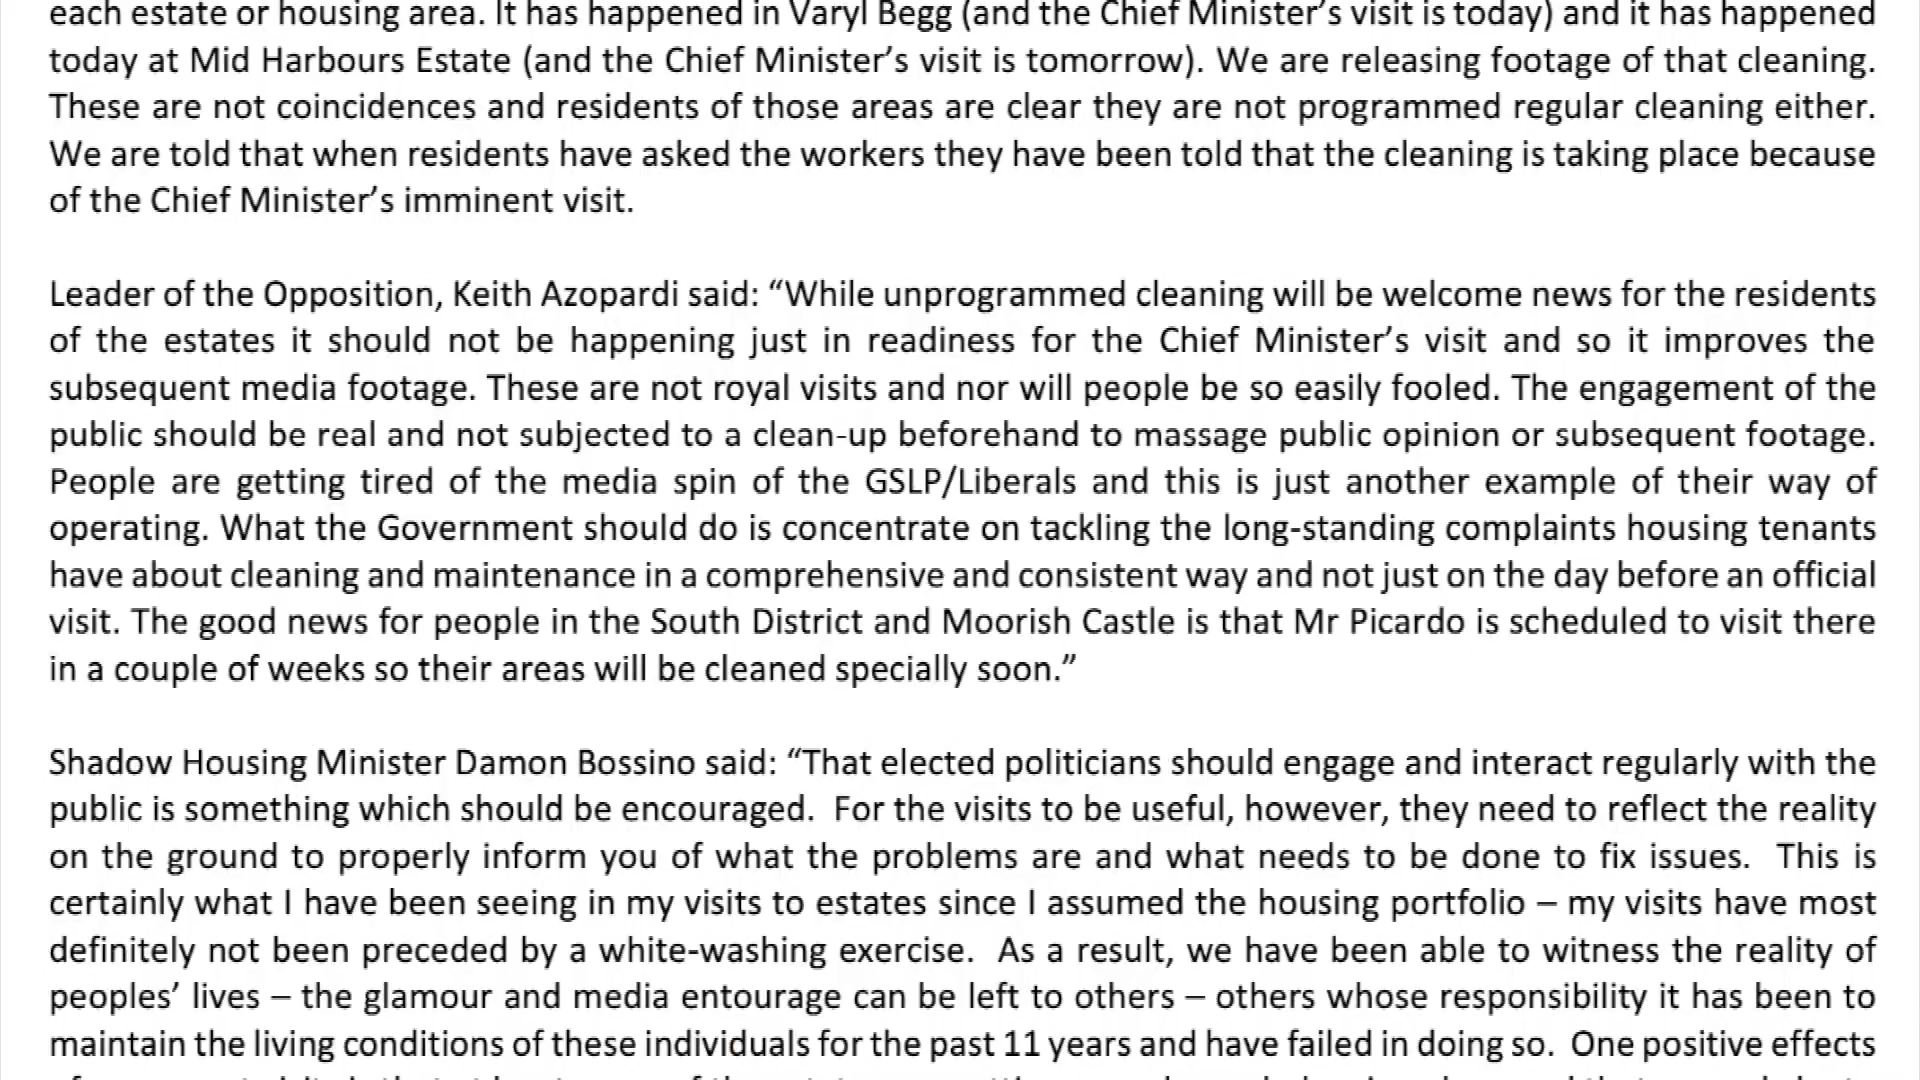 each estate or housing area. It has happened in Varyl Begg (and the Chief Minister’s visit is today) and it has happened
today at Mid Harbours Estate (and the Chief Minister’s visit is tomorrow). We are releasing footage of that cleaning.
These are not coincidences and residents of those areas are clear they are not programmed regular cleaning either.
We are told that when residents have asked the workers they have been told that the cleaning is taking place because
of the Chief Minister’s imminent visit.
Leader of the Opposition, Keith Azopardi said: “While unprogrammed cleaning will be welcome news for the residents
of the estates it should not be happening just in readiness for the Chief Minister’s visit and so it improves the
subsequent media footage. These are not royal visits and nor will people be so easily fooled. The engagement of the
public should be real and not subjected to a clean-up beforehand to massage public opinion or subsequent footage.
People are getting tired of the media spin of the GSLP/Liberals and this is just another example of their way of
operating. What the Government should do is concentrate on tackling the long-standing complaints housing tenants
have about cleaning and maintenance in a comprehensive and consistent way and not just on the day before an official
visit. The good news for people in the South District and Moorish Castle is that Mr Picardo is scheduled to visit there
in a couple of weeks so their areas will be cleaned specially soon.”
Shadow Housing Minister Damon Bossino said: “That elected politicians should engage and interact regularly with the
public is something which should be encouraged.  For the visits to be useful, however, they need to reflect the reality
on the ground to properly inform you of what the problems are and what needs to be done to fix issues.  This is
certainly what I have been seeing in my visits to estates since I assumed the housing portfolio – my visits have most
definitely not been preceded by a white-washing exercise.  As a result, we have been able to witness the reality of
peoples’ lives – the glamour and media entourage can be left to others – others whose responsibility it has been to
maintain the living conditions of these individuals for the past 11 years and have failed in doing so.  One positive effects